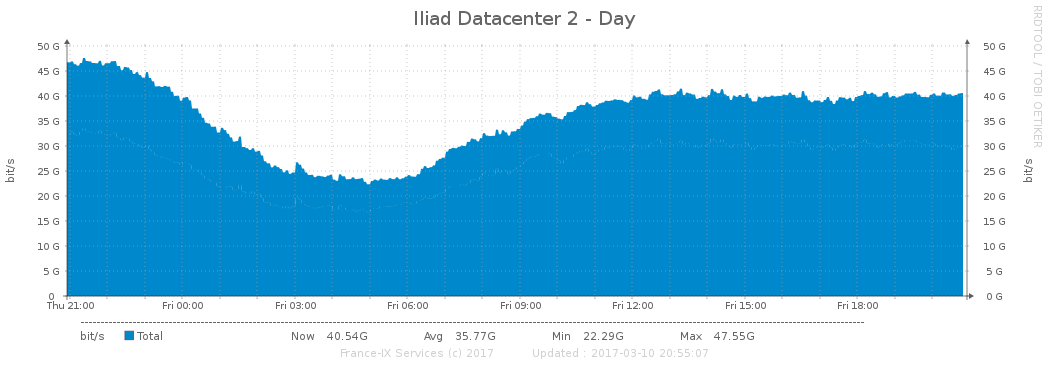 Iliad Datacenter 2 - Day
RRDTOOL / TOBI OETIKER
50 G 50 G
45 G 45 G
40 G 40 G
35 G 35 G
30 G 30 G
25 G 25 G
20 G 20 G
15 G 15 G
10 G 10 G
5 G 5 G
0 0 G
bit/s bit/s
Thu 21:00 Fri 00:00 Fri 03:00 Fri 06:00 Fri 09:00 Fri 12:00 Fri 15:00 Fri 18:00
bit/s Total Now 40.54G Avg 35.77G Min 22.29G Max 47.55G
France-IX Services (c) 2017 Updated : 2017-03-10 20:55:07